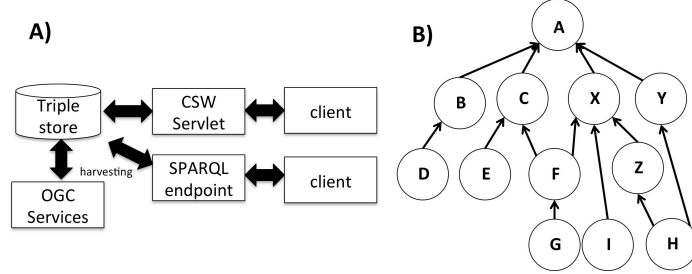 A)
Triple
store
CSW
Servlet
client
harvesting
OGC
Services
SPARQL
endpoint
client
B)
A
B
C
X
Y
D
E
F
Z
G
I
H